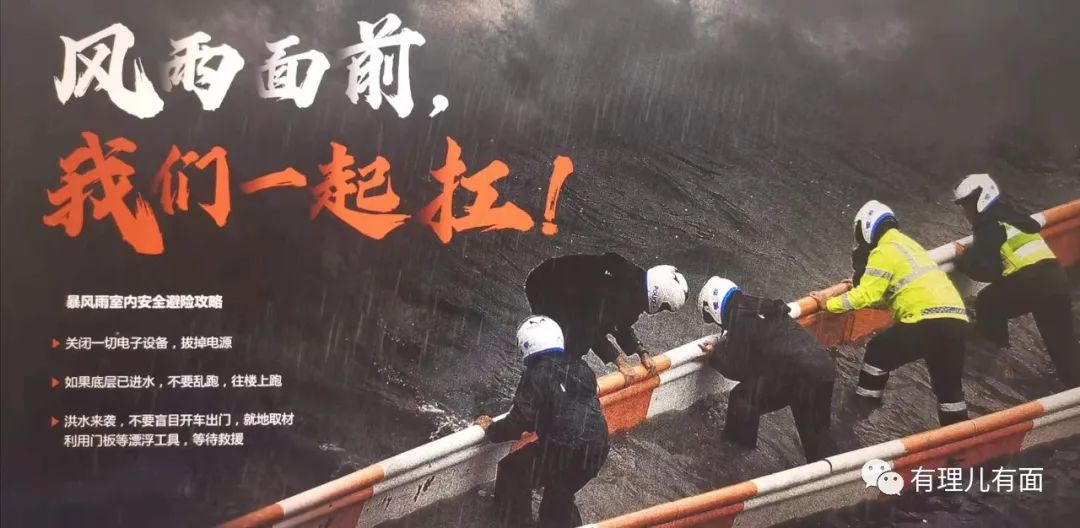 风雨面前，
我们一起扛！
暴风雨室内安全避险攻略
关闭一切电子设备，拔掉电源
如果底层已进水，不要乱跑，往楼上跑
洪水来袭，不要盲目开车出门，就地取材
利用门板等漂浮工具，等待救援
有理儿有面